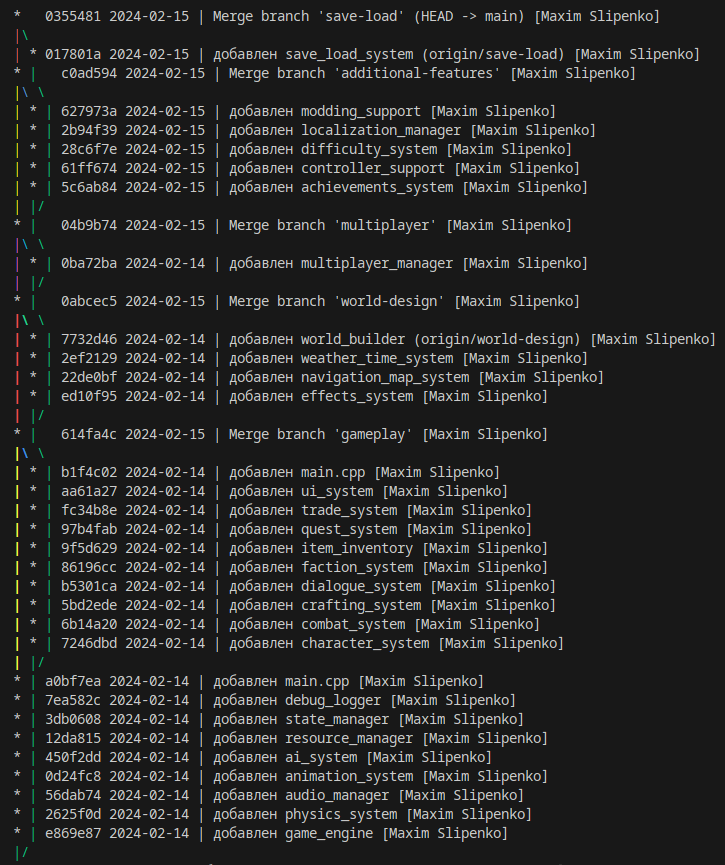 * 0355481 2024-02-15 | Merge branch 'save-load' (HEAD -> main) [Maxim Slipenko]
|\
| * 017801a 2024-02-15 | добавлен save_load_system (origin/save-load) [Maxim Slipenko]
* | c0ad594 2024-02-15 | Merge branch 'additional-features' [Maxim Slipenko]
|\ \
| * | 627973a 2024-02-15 | добавлен modding_support [Maxim Slipenko]
| * | 2b94f39 2024-02-15 | добавлен localization_manager [Maxim Slipenko]
| * | 28c6f7e 2024-02-15 | добавлен difficulty_system [Maxim Slipenko]
| * | 61ff674 2024-02-15 | добавлен controller_support [Maxim Slipenko]
| * | 5c6ab84 2024-02-15 | добавлен achievements_system [Maxim Slipenko]
| |/
* | 04b9b74 2024-02-15 | Merge branch 'multiplayer' [Maxim Slipenko]
|\ \
| * | 0ba72ba 2024-02-14 | добавлен multiplayer_manager [Maxim Slipenko]
| |/
* | 0abcec5 2024-02-15 | Merge branch 'world-design' [Maxim Slipenko]
|\ \
| * | 7732d46 2024-02-14 | добавлен world_builder (origin/world-design) [Maxim Slipenko]
| * | 2ef2129 2024-02-14 | добавлен weather_time_system [Maxim Slipenko]
| * | 22de0bf 2024-02-14 | добавлен navigation_map_system [Maxim Slipenko]
| * | ed10f95 2024-02-14 | добавлен effects_system [Maxim Slipenko]
| |/
* | 614fa4c 2024-02-15 | Merge branch 'gameplay' [Maxim Slipenko]
|\ \
| * | b1f4c02 2024-02-14 | добавлен main.cpp [Maxim Slipenko]
| * | aa61a27 2024-02-14 | добавлен ui_system [Maxim Slipenko]
| * | fc34b8e 2024-02-14 | добавлен trade_system [Maxim Slipenko]
| * | 97b4fab 2024-02-14 | добавлен quest_system [Maxim Slipenko]
| * | 9f5d629 2024-02-14 | добавлен item_inventory [Maxim Slipenko]
| * | 86196cc 2024-02-14 | добавлен faction_system [Maxim Slipenko]
| * | b5301ca 2024-02-14 | добавлен dialogue_system [Maxim Slipenko]
| * | 5bd2ede 2024-02-14 | добавлен crafting_system [Maxim Slipenko]
| * | 6b14a20 2024-02-14 | добавлен combat_system [Maxim Slipenko]
| * | 7246dbd 2024-02-14 | добавлен character_system [Maxim Slipenko]
| |/
* | a0bf7ea 2024-02-14 | добавлен main.cpp [Maxim Slipenko]
* | 7ea582c 2024-02-14 | добавлен debug_logger [Maxim Slipenko]
* | 3db0608 2024-02-14 | добавлен state_manager [Maxim Slipenko]
* | 12da815 2024-02-14 | добавлен resource_manager [Maxim Slipenko]
* | 450f2dd 2024-02-14 | добавлен ai_system [Maxim Slipenko]
* | 0d24fc8 2024-02-14 | добавлен animation_system [Maxim Slipenko]
* | 56dab74 2024-02-14 | добавлен audio_manager [Maxim Slipenko]
* | 2625f0d 2024-02-14 | добавлен physics_system [Maxim Slipenko]
* | e869e87 2024-02-14 | добавлен game_engine [Maxim Slipenko]
|/